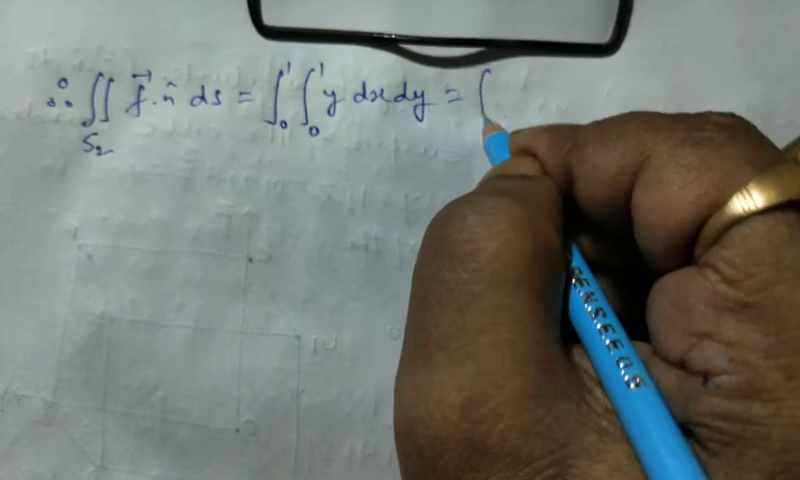 ∴ ∬ f⃗ . n̂ ds = ∫₀¹ ∫₀¹ y dx dy = ∫
S₂